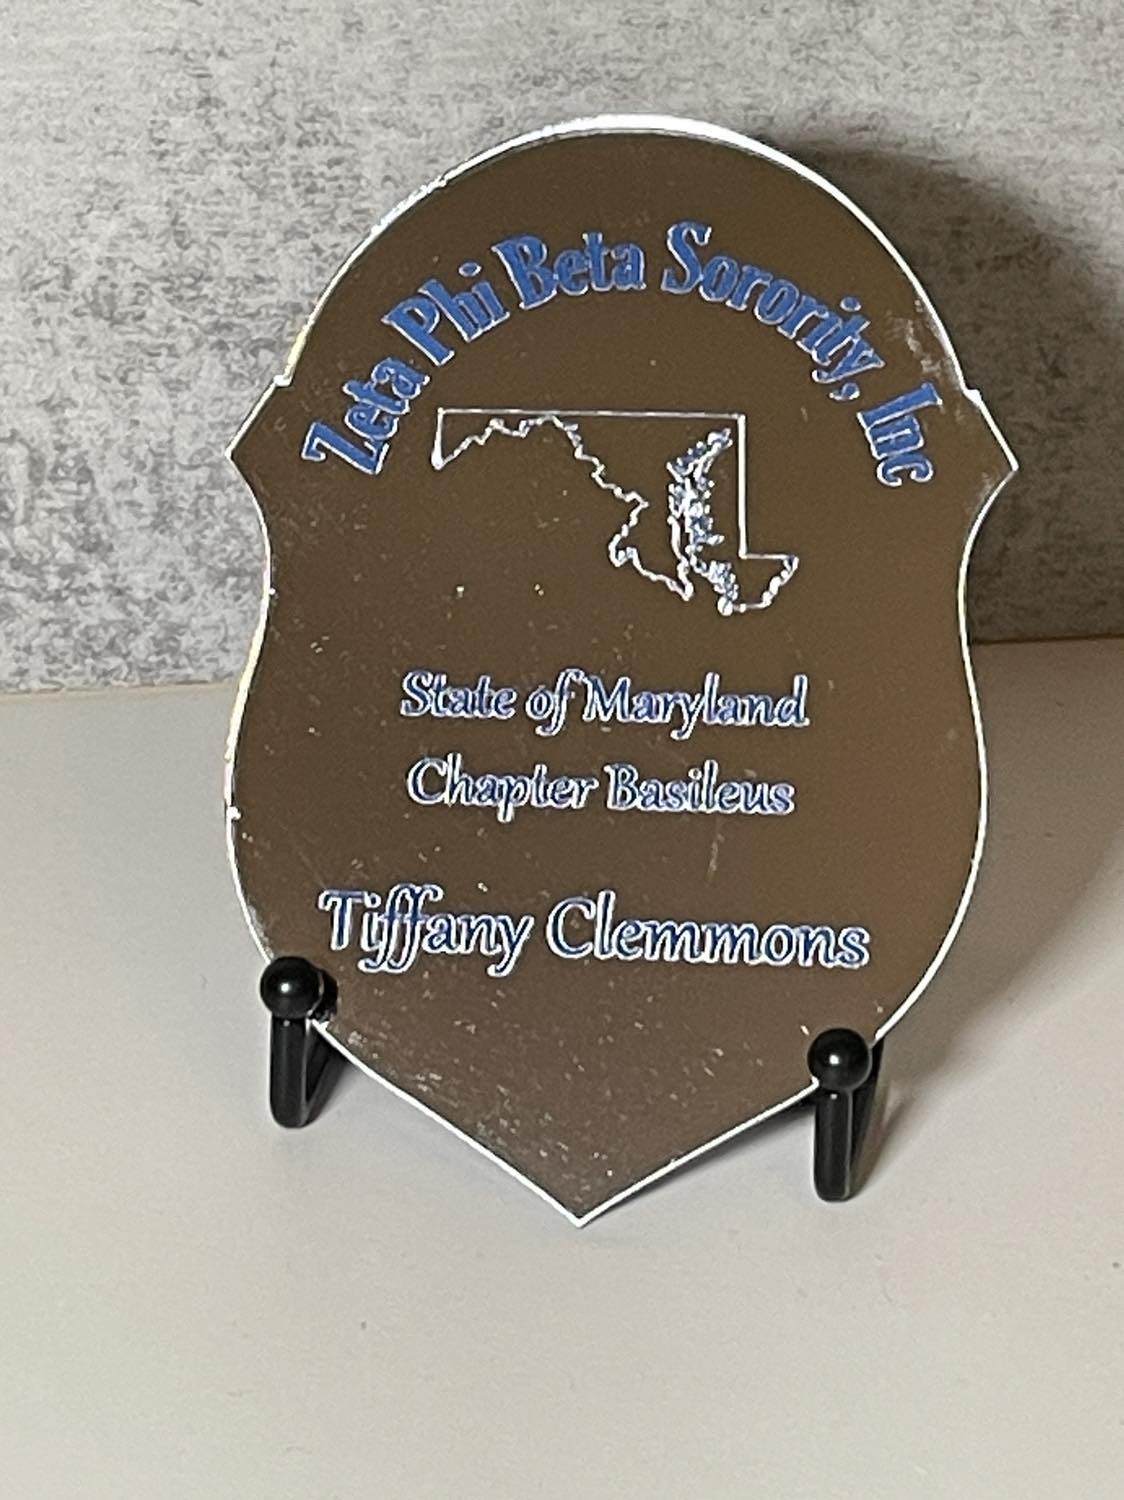 Zeta Phi Beta Sorority, Inc
State of Maryland
Chapter Basileus
Tiffany Clemmons